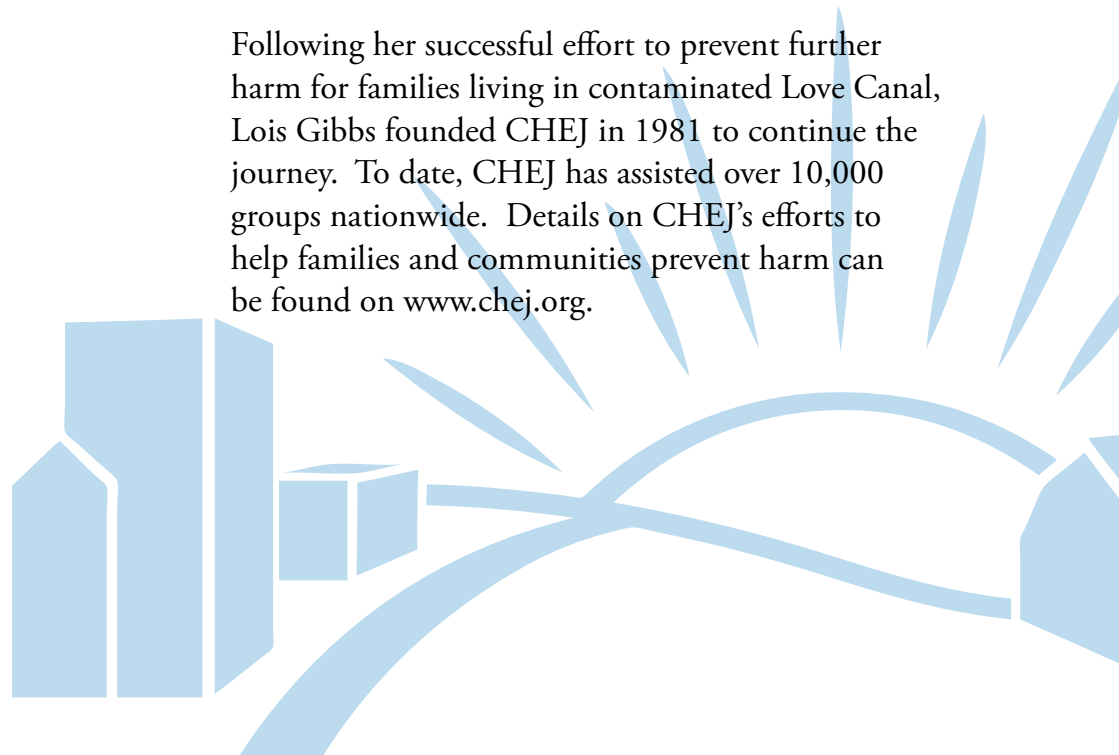 Following her successful effort to prevent further
harm for families living in contaminated Love Canal,
Lois Gibbs founded CHEJ in 1981 to continue the
journey.  To date, CHEJ has assisted over 10,000
groups nationwide.  Details on CHEJ’s efforts to
help families and communities prevent harm can
be found on www.chej.org.